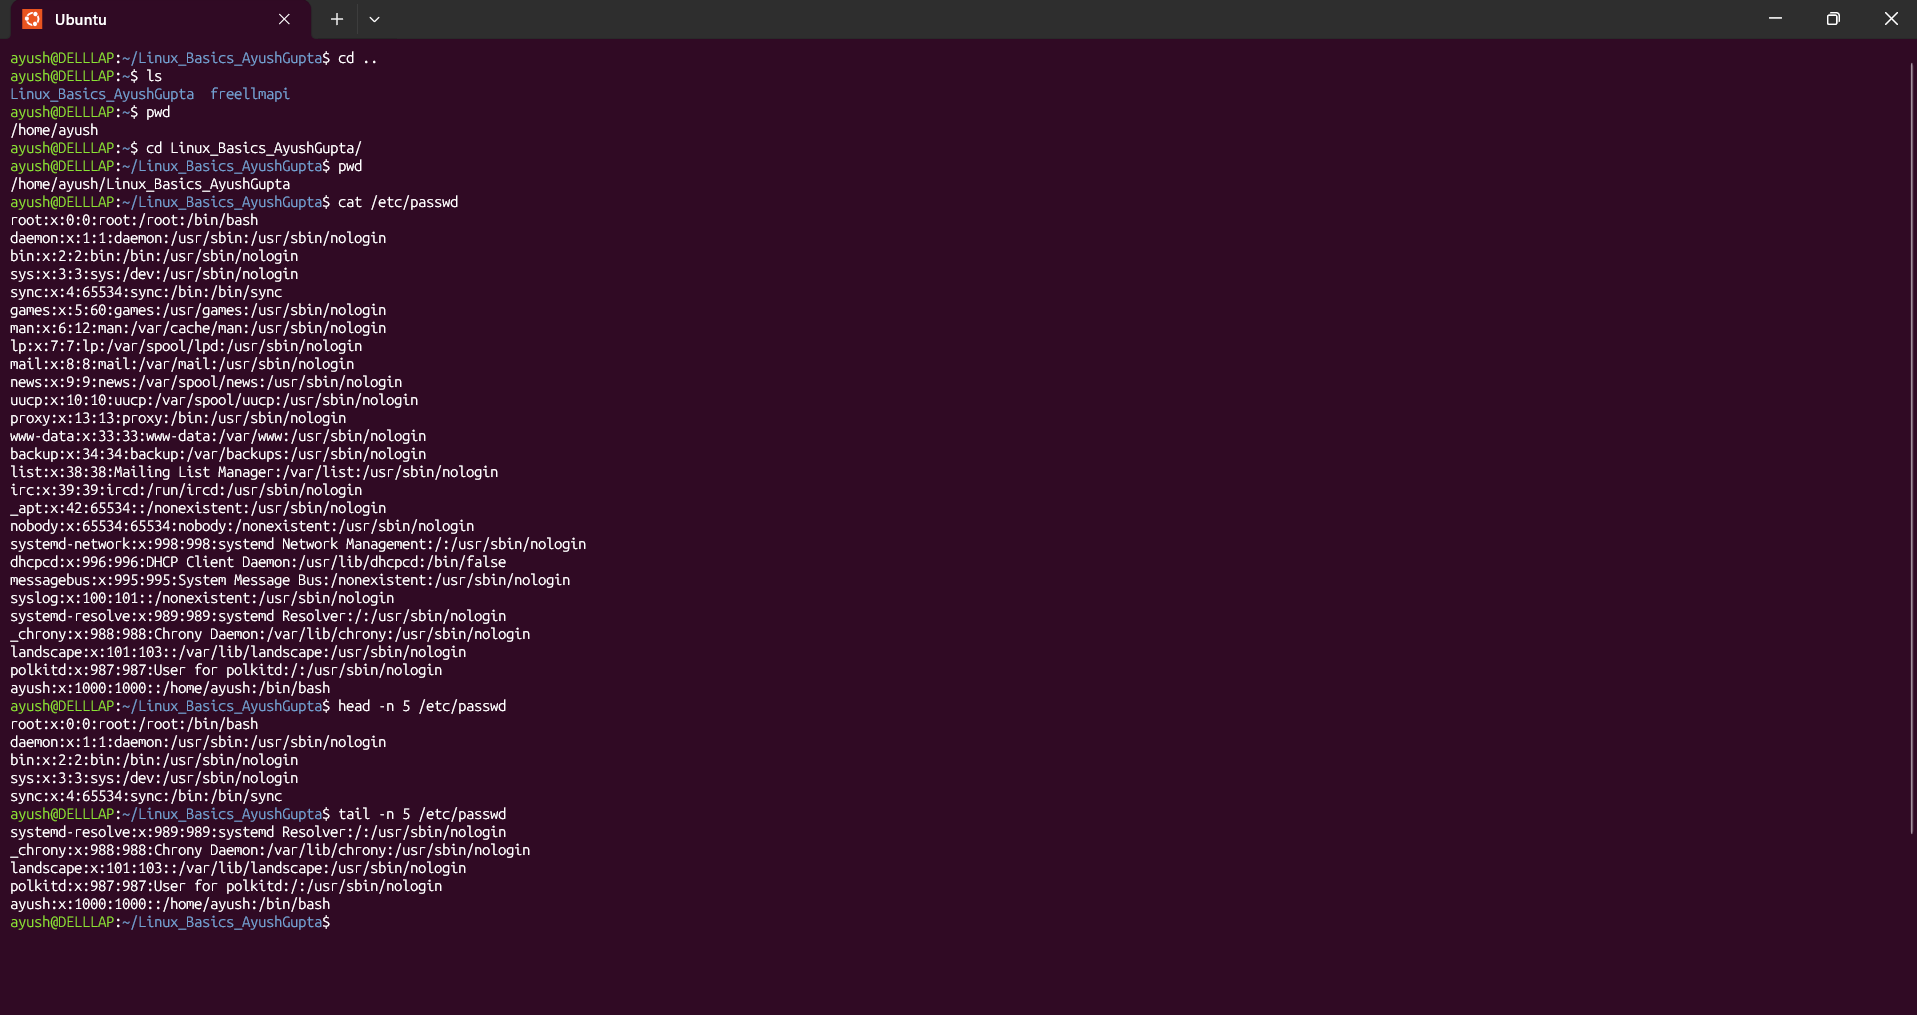 Ubuntu
ayush@DELLLAP:~/Linux_Basics_AyushGupta$ cd ..
ayush@DELLLAP:~$ ls
Linux_Basics_AyushGupta  freellmapi
ayush@DELLLAP:~$ pwd
/home/ayush
ayush@DELLLAP:~$ cd Linux_Basics_AyushGupta/
ayush@DELLLAP:~/Linux_Basics_AyushGupta$ pwd
/home/ayush/Linux_Basics_AyushGupta
ayush@DELLLAP:~/Linux_Basics_AyushGupta$ cat /etc/passwd
root:x:0:0:root:/root:/bin/bash
daemon:x:1:1:daemon:/usr/sbin:/usr/sbin/nologin
bin:x:2:2:bin:/bin:/usr/sbin/nologin
sys:x:3:3:sys:/dev:/usr/sbin/nologin
sync:x:4:65534:sync:/bin:/bin/sync
games:x:5:60:games:/usr/games:/usr/sbin/nologin
man:x:6:12:man:/var/cache/man:/usr/sbin/nologin
lp:x:7:7:lp:/var/spool/lpd:/usr/sbin/nologin
mail:x:8:8:mail:/var/mail:/usr/sbin/nologin
news:x:9:9:news:/var/spool/news:/usr/sbin/nologin
uucp:x:10:10:uucp:/var/spool/uucp:/usr/sbin/nologin
proxy:x:13:13:proxy:/bin:/usr/sbin/nologin
www-data:x:33:33:www-data:/var/www:/usr/sbin/nologin
backup:x:34:34:backup:/var/backups:/usr/sbin/nologin
list:x:38:38:Mailing List Manager:/var/list:/usr/sbin/nologin
irc:x:39:39:ircd:/run/ircd:/usr/sbin/nologin
_apt:x:42:65534::/nonexistent:/usr/sbin/nologin
nobody:x:65534:65534:nobody:/nonexistent:/usr/sbin/nologin
systemd-network:x:998:998:systemd Network Management:/:/usr/sbin/nologin
dhcpcd:x:996:996:DHCP Client Daemon:/usr/lib/dhcpcd:/bin/false
messagebus:x:995:995:System Message Bus:/nonexistent:/usr/sbin/nologin
syslog:x:100:101::/nonexistent:/usr/sbin/nologin
systemd-resolve:x:989:989:systemd Resolver:/:/usr/sbin/nologin
_chrony:x:988:988:Chrony Daemon:/var/lib/chrony:/usr/sbin/nologin
landscape:x:101:103::/var/lib/landscape:/usr/sbin/nologin
polkitd:x:987:987:User for polkitd:/:/usr/sbin/nologin
ayush:x:1000:1000::/home/ayush:/bin/bash
ayush@DELLLAP:~/Linux_Basics_AyushGupta$ head -n 5 /etc/passwd
root:x:0:0:root:/root:/bin/bash
daemon:x:1:1:daemon:/usr/sbin:/usr/sbin/nologin
bin:x:2:2:bin:/bin:/usr/sbin/nologin
sys:x:3:3:sys:/dev:/usr/sbin/nologin
sync:x:4:65534:sync:/bin:/bin/sync
ayush@DELLLAP:~/Linux_Basics_AyushGupta$ tail -n 5 /etc/passwd
systemd-resolve:x:989:989:systemd Resolver:/:/usr/sbin/nologin
_chrony:x:988:988:Chrony Daemon:/var/lib/chrony:/usr/sbin/nologin
landscape:x:101:103::/var/lib/landscape:/usr/sbin/nologin
polkitd:x:987:987:User for polkitd:/:/usr/sbin/nologin
ayush:x:1000:1000::/home/ayush:/bin/bash
ayush@DELLLAP:~/Linux_Basics_AyushGupta$